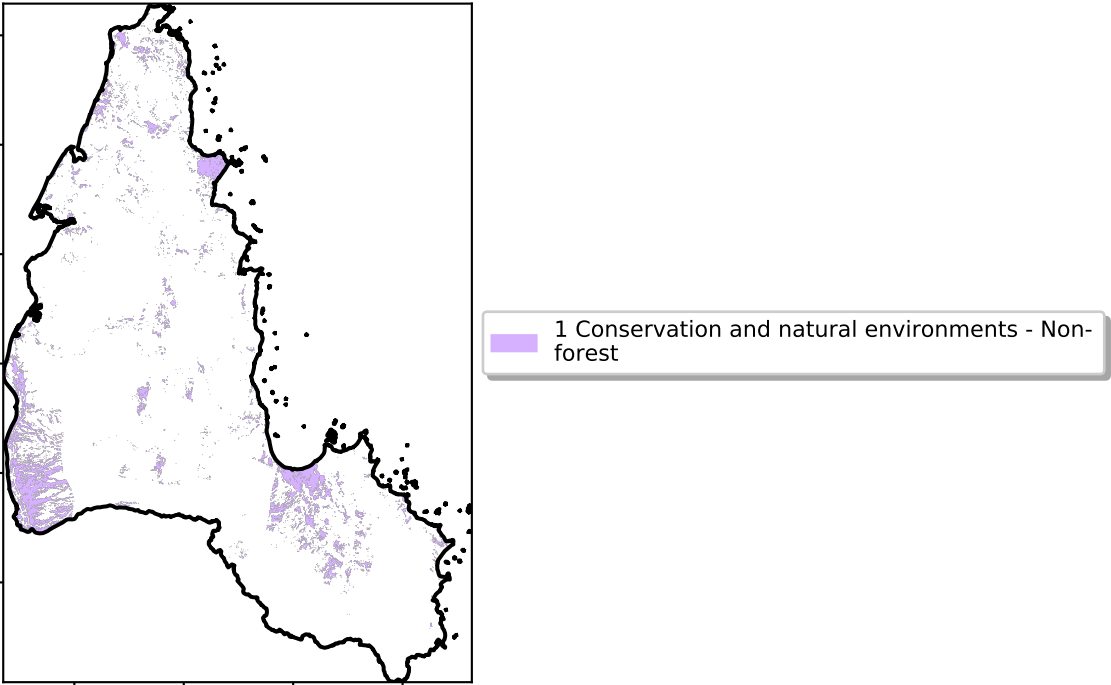 1 Conservation and natural environments - Non-
forest